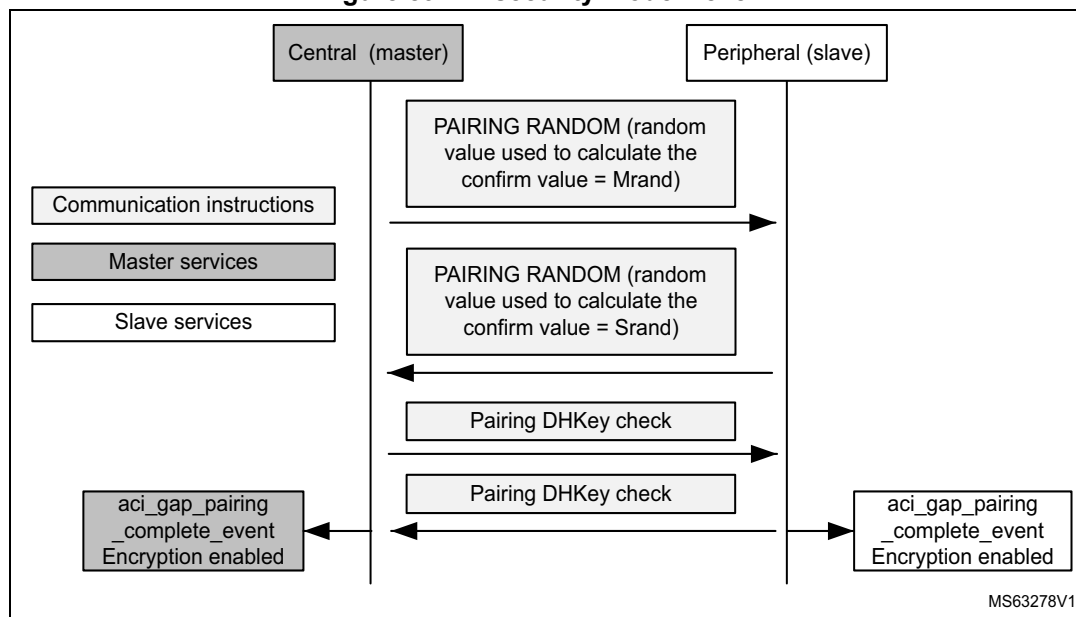 Central (master)
Peripheral (slave)
PAIRING RANDOM (random
value used to calculate the
confirm value = Mrand)
Communication instructions
Master services
Slave services
PAIRING RANDOM (random
value used to calculate the
confirm value = Srand)
Pairing DHKey check
Pairing DHKey check
aci_gap_pairing
_complete_event
Encryption enabled
aci_gap_pairing
_complete_event
Encryption enabled
MS63278V1